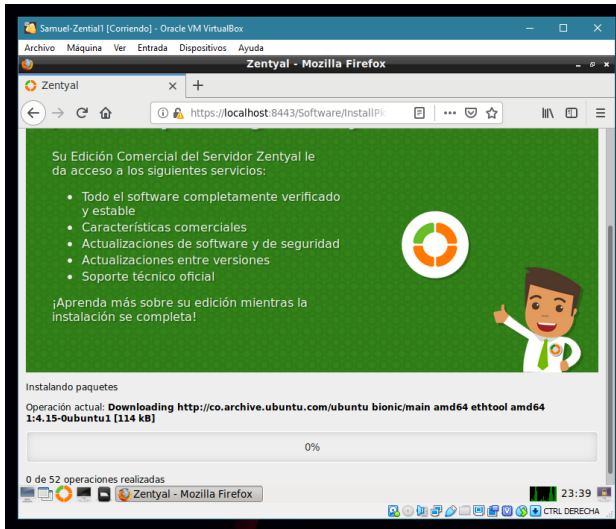 Samuel-Zential1 [Corriendo] - Oracle VM VirtualBox
Archivo Máquina Ver Entrada Dispositivos Ayuda
Zentyal - Mozilla Firefox
Zentyal
https://localhost:8443/Software/InstallPk
Su Edición Comercial del Servidor Zentyal le
da acceso a los siguientes servicios:
• Todo el software completamente verificado
y estable
• Características comerciales
• Actualizaciones de software y de seguridad
• Actualizaciones entre versiones
• Soporte técnico oficial
¡Aprenda más sobre su edición mientras la
instalación se completa!
Instalando paquetes
Operación actual: Downloading http://co.archive.ubuntu.com/ubuntu bionic/main amd64 ethtool amd64
1:4.15-0ubuntu1 [114 kB]
0%
0 de 52 operaciones realizadas
Zentyal - Mozilla Firefox
23:39
CTRL DERECHA